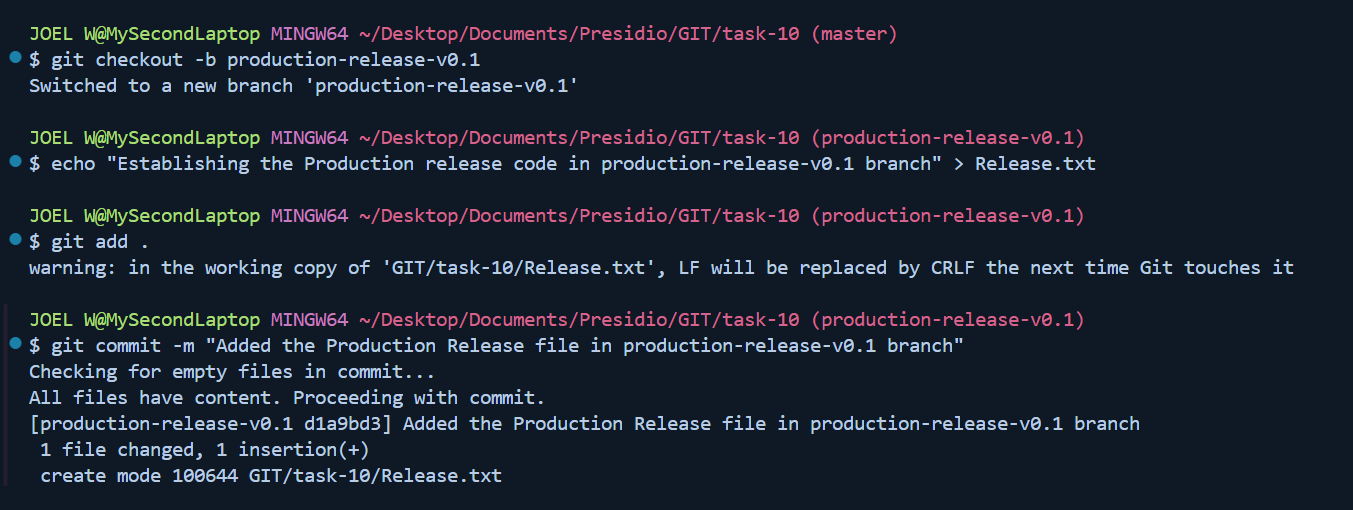 JOEL W@MySecondLaptop MINGW64 ~/Desktop/Documents/Presidio/GIT/task-10 (master)
$ git checkout -b production-release-v0.1
Switched to a new branch 'production-release-v0.1'
JOEL W@MySecondLaptop MINGW64 ~/Desktop/Documents/Presidio/GIT/task-10 (production-release-v0.1)
$ echo "Establishing the Production release code in production-release-v0.1 branch" > Release.txt
JOEL W@MySecondLaptop MINGW64 ~/Desktop/Documents/Presidio/GIT/task-10 (production-release-v0.1)
$ git add .
warning: in the working copy of 'GIT/task-10/Release.txt', LF will be replaced by CRLF the next time Git touches it
JOEL W@MySecondLaptop MINGW64 ~/Desktop/Documents/Presidio/GIT/task-10 (production-release-v0.1)
$ git commit -m "Added the Production Release file in production-release-v0.1 branch"
Checking for empty files in commit...
All files have content. Proceeding with commit.
[production-release-v0.1 d1a9bd3] Added the Production Release file in production-release-v0.1 branch
 1 file changed, 1 insertion(+)
 create mode 100644 GIT/task-10/Release.txt